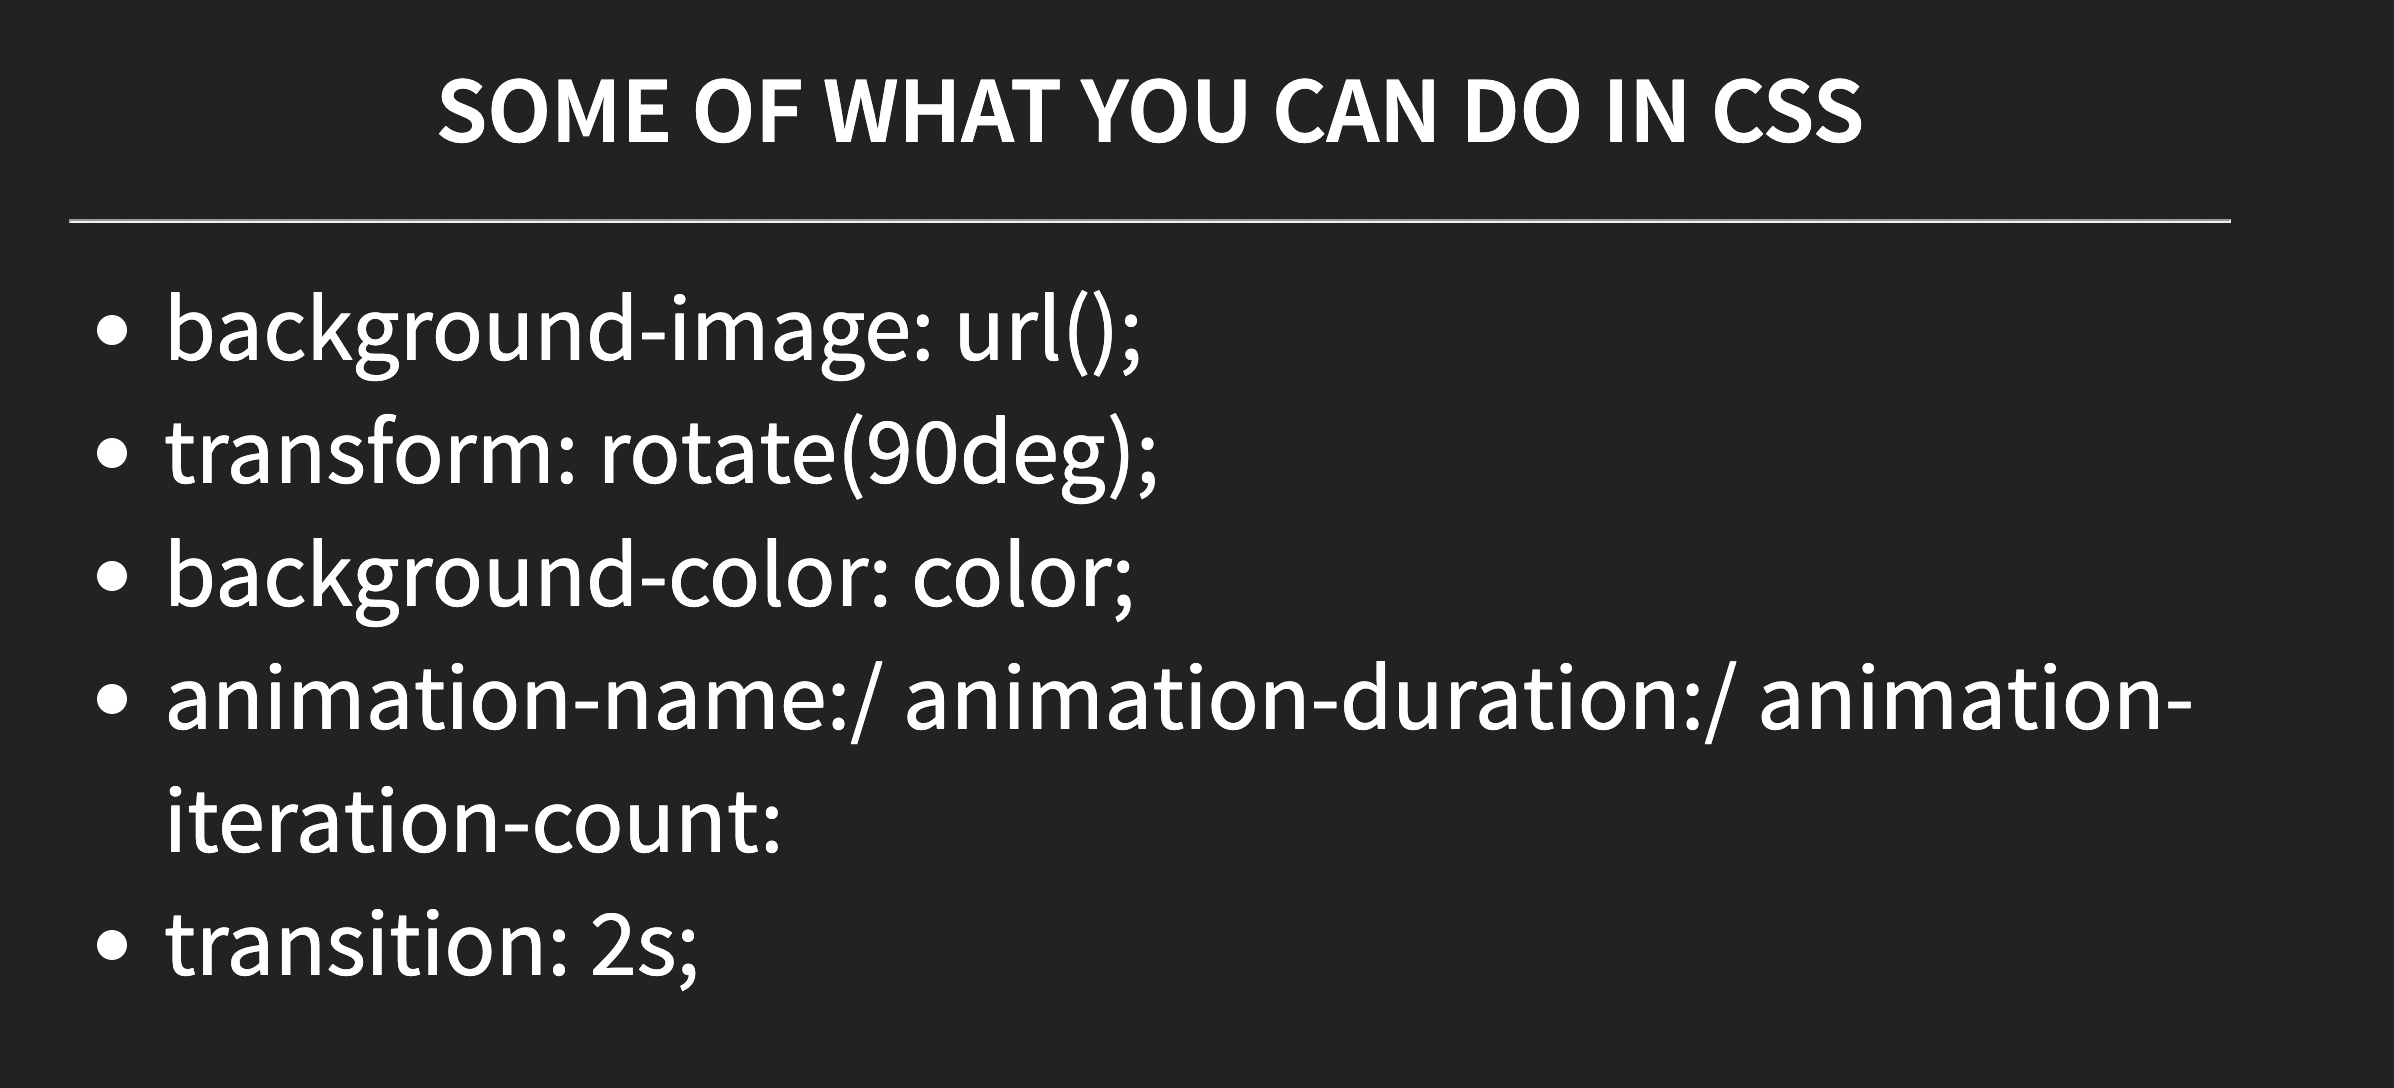 SOME OF WHAT YOU CAN DO IN CSS
• background-image: url();
• transform: rotate(90deg);
• background-color: color;
• animation-name:/ animation-duration:/ animation-
iteration-count:
• transition: 2s;